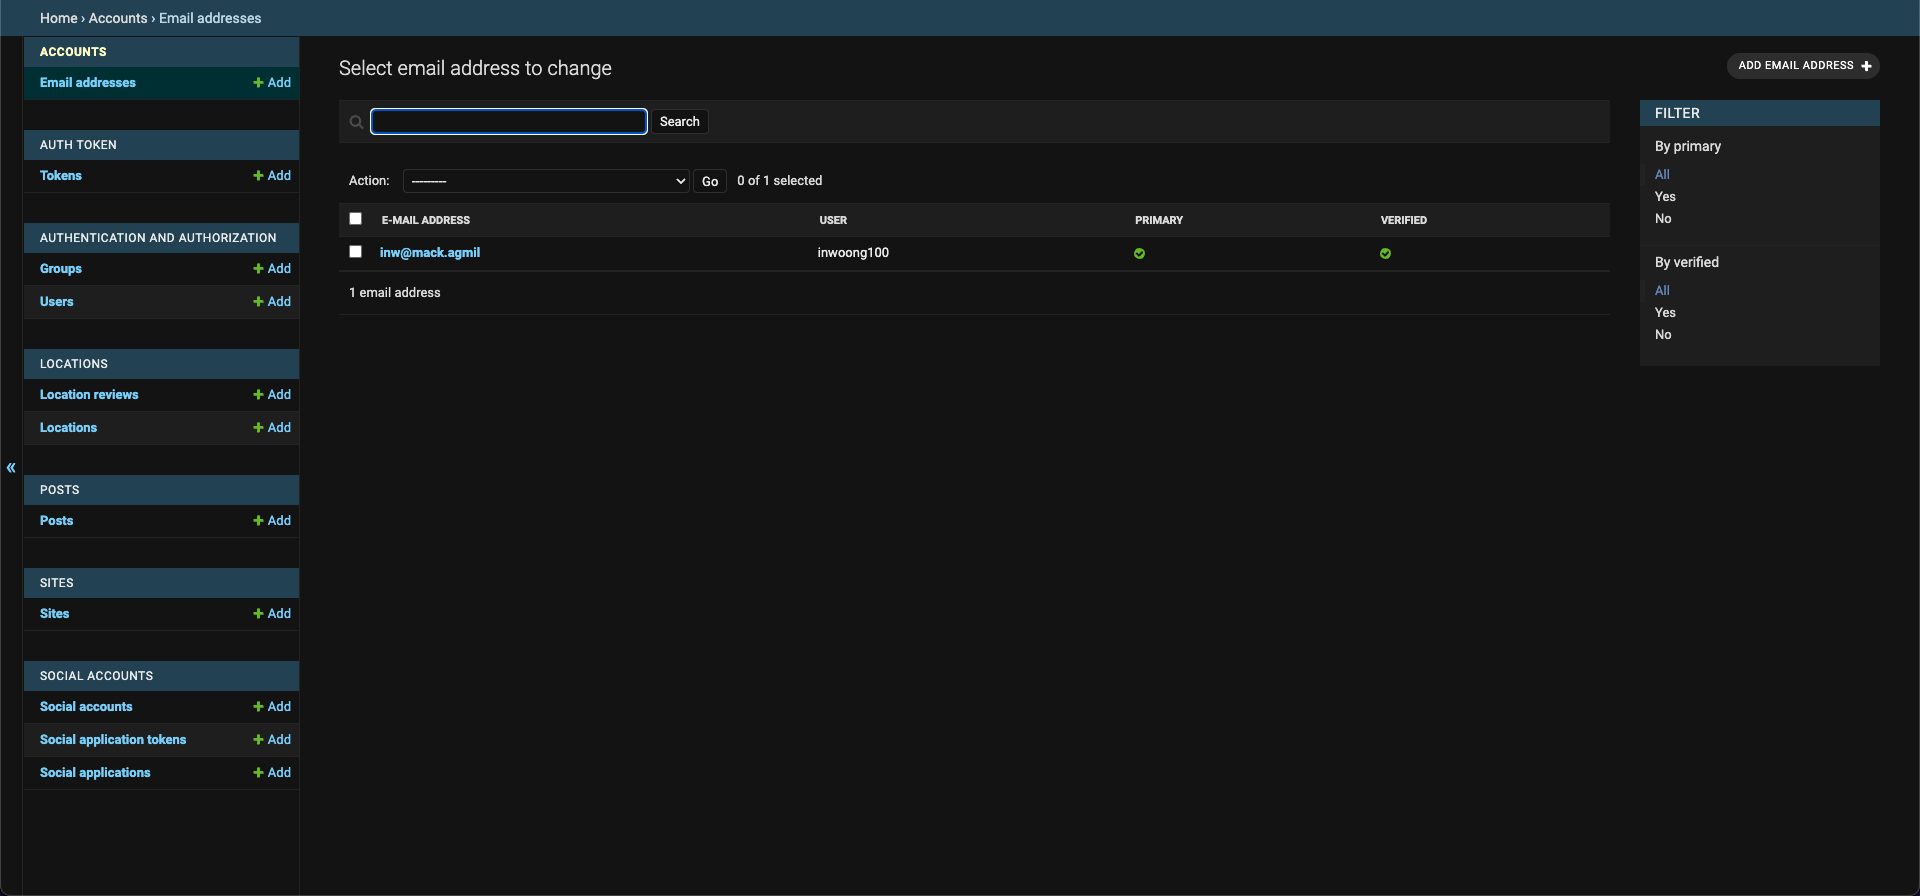 Home › Accounts › Email addresses
ACCOUNTS
Email addresses
Add
AUTH TOKEN
Tokens
Add
AUTHENTICATION AND AUTHORIZATION
Groups
Add
Users
Add
LOCATIONS
Location reviews
Add
Locations
Add
«
POSTS
Posts
Add
SITES
Sites
Add
SOCIAL ACCOUNTS
Social accounts
Add
Social application tokens
Add
Social applications
Add
Select email address to change
ADD EMAIL ADDRESS
Search
Action:
---------
Go
0 of 1 selected
E-MAIL ADDRESS
USER
PRIMARY
VERIFIED
inw@mack.agmil
inwoong100
1 email address
FILTER
By primary
All
Yes
No
By verified
All
Yes
No